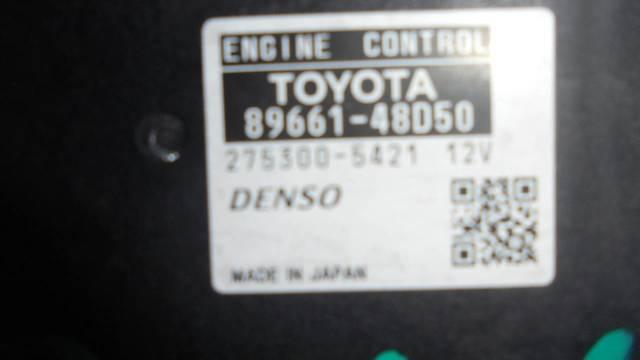 ENGINE CONTROL
TOYOTA
89661-48D50
275300-5421 12V
DENSO
MADE IN JAPAN